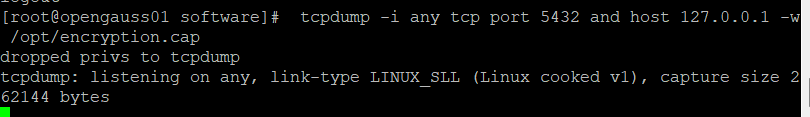 [root@opengauss01 software]#  tcpdump -i any tcp port 5432 and host 127.0.0.1 -w
 /opt/encryption.cap
dropped privs to tcpdump
tcpdump: listening on any, link-type LINUX_SLL (Linux cooked v1), capture size 2
62144 bytes